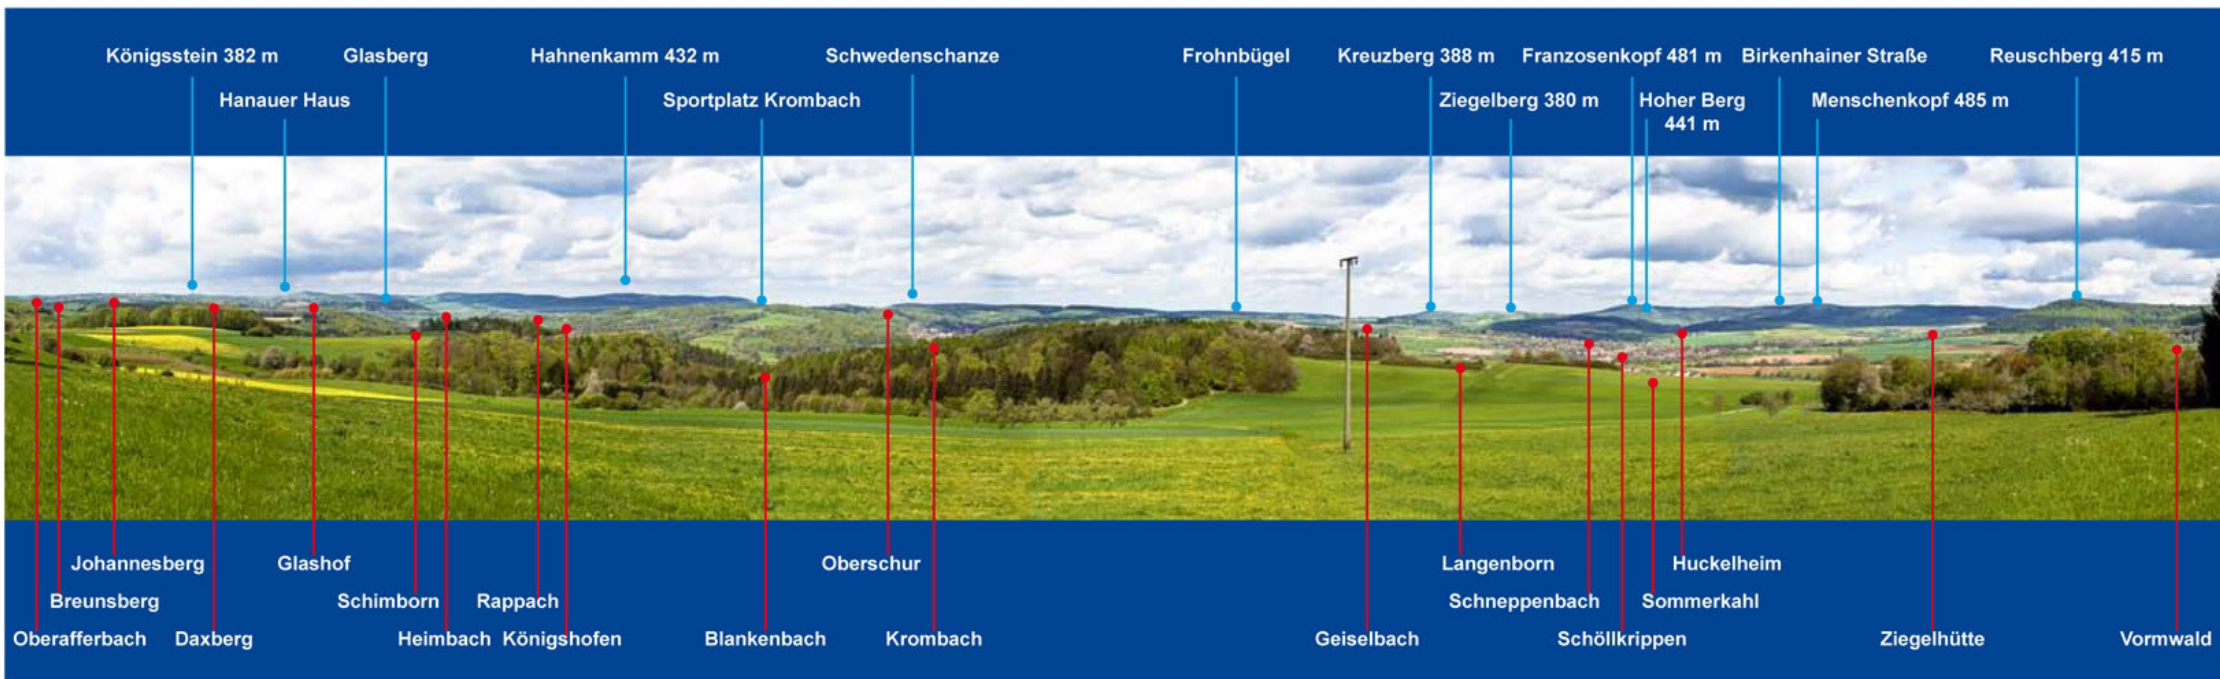 Königsstein 382 m
Glasberg
Hahnenkamm 432 m
Schwedenschanze
Frohnbügel
Kreuzberg 388 m
Franzosenkopf 481 m
Birkenhainer Straße
Reuschberg 415 m
Hanauer Haus
Sportplatz Krombach
Ziegelberg 380 m
Hoher Berg
441 m
Menschenkopf 485 m
Johannesberg
Glashof
Oberschur
Langenborn
Huckelheim
Breunsberg
Schimborn
Rappach
Schneppenbach
Sommerkahl
Oberafferbach
Daxberg
Heimbach
Königshofen
Blankenbach
Krombach
Geiselbach
Schöllkrippen
Ziegelhütte
Vormwald